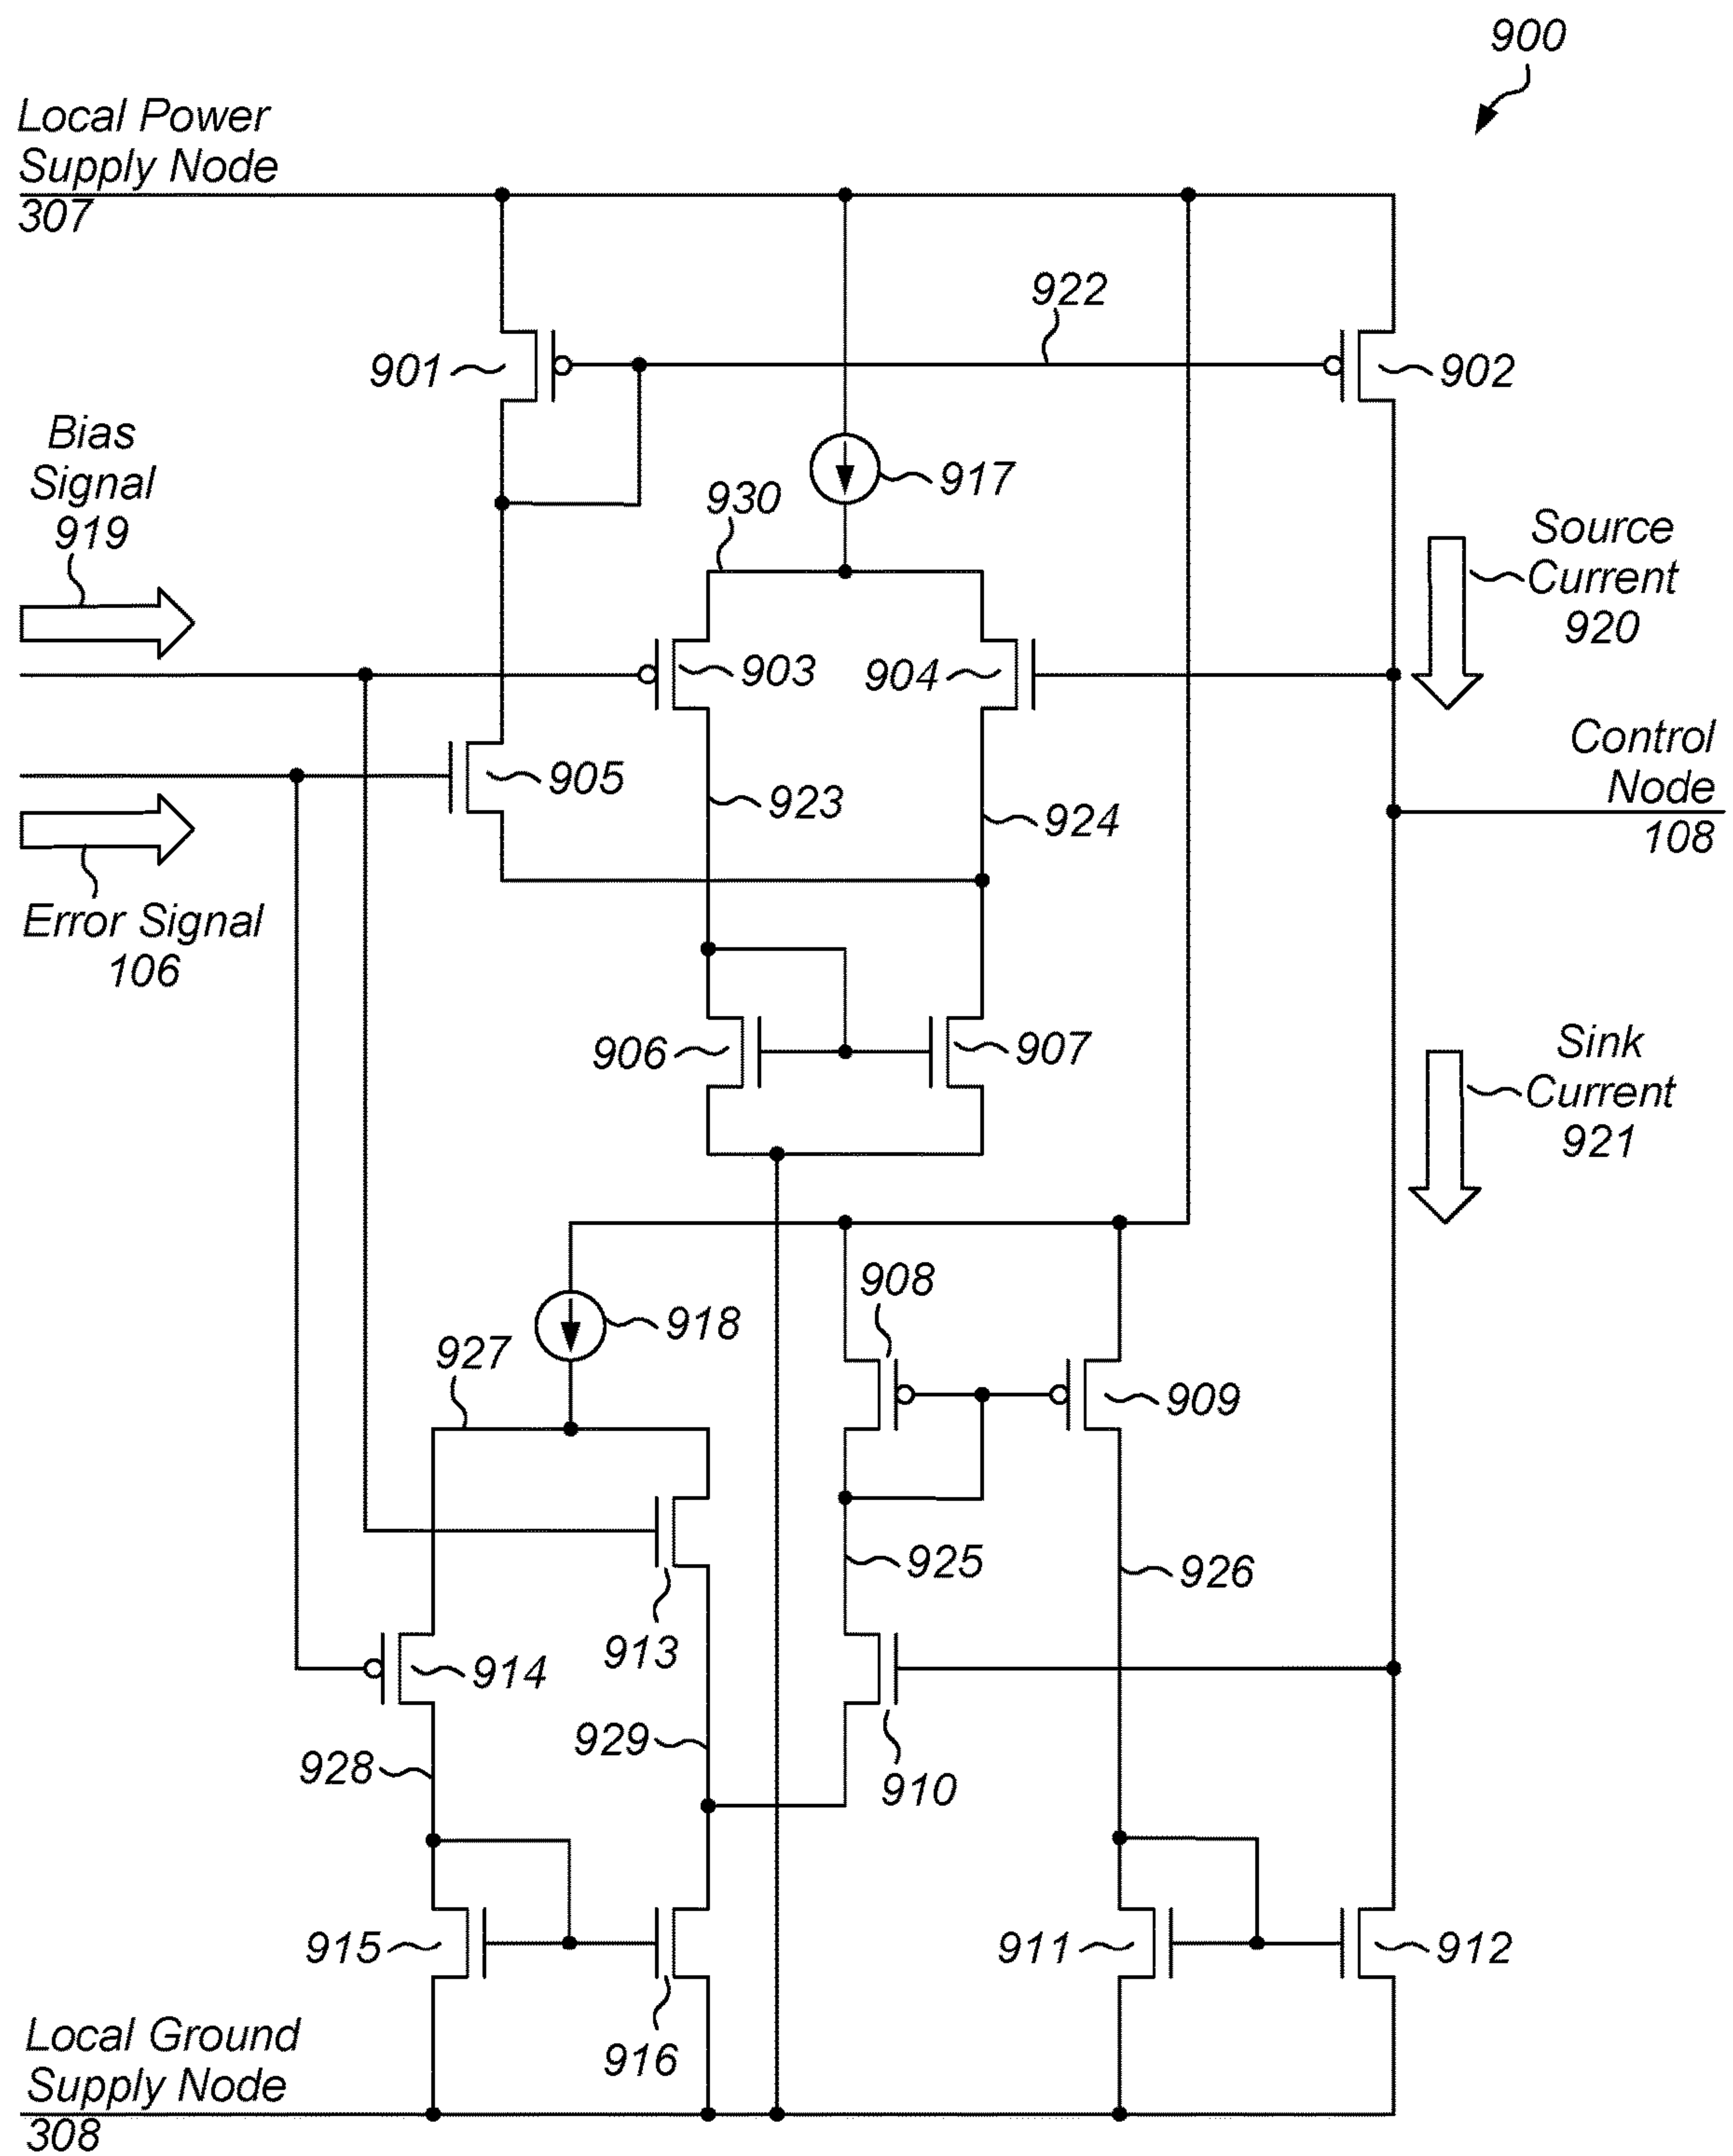 900
Local Power
Supply Node
307
922
901
902
Bias
Signal
919
917
930
Source
Current
920
903
904
Control
Node
108
905
923
924
Error Signal
106
906
907
Sink
Current
921
908
918
927
909
925
926
913
914
929
928
910
915
911
912
916
Local Ground
Supply Node
308